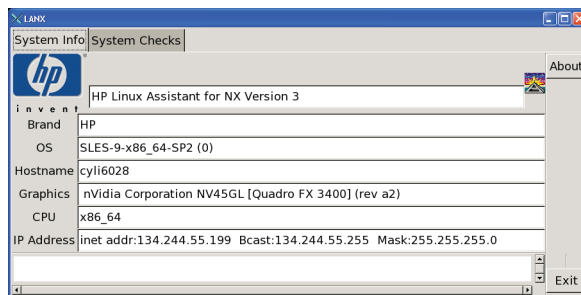 LANX
System Info System Checks
hp
invent
About
HP Linux Assistant for NX Version 3
Brand HP
OS SLES-9-x86_64-SP2 (0)
Hostname cyli6028
Graphics nVidia Corporation NV45GL [Quadro FX 3400] (rev a2)
CPU x86_64
IP Address inet addr:134.244.55.199 Bcast:134.244.55.255 Mask:255.255.255.0
Exit